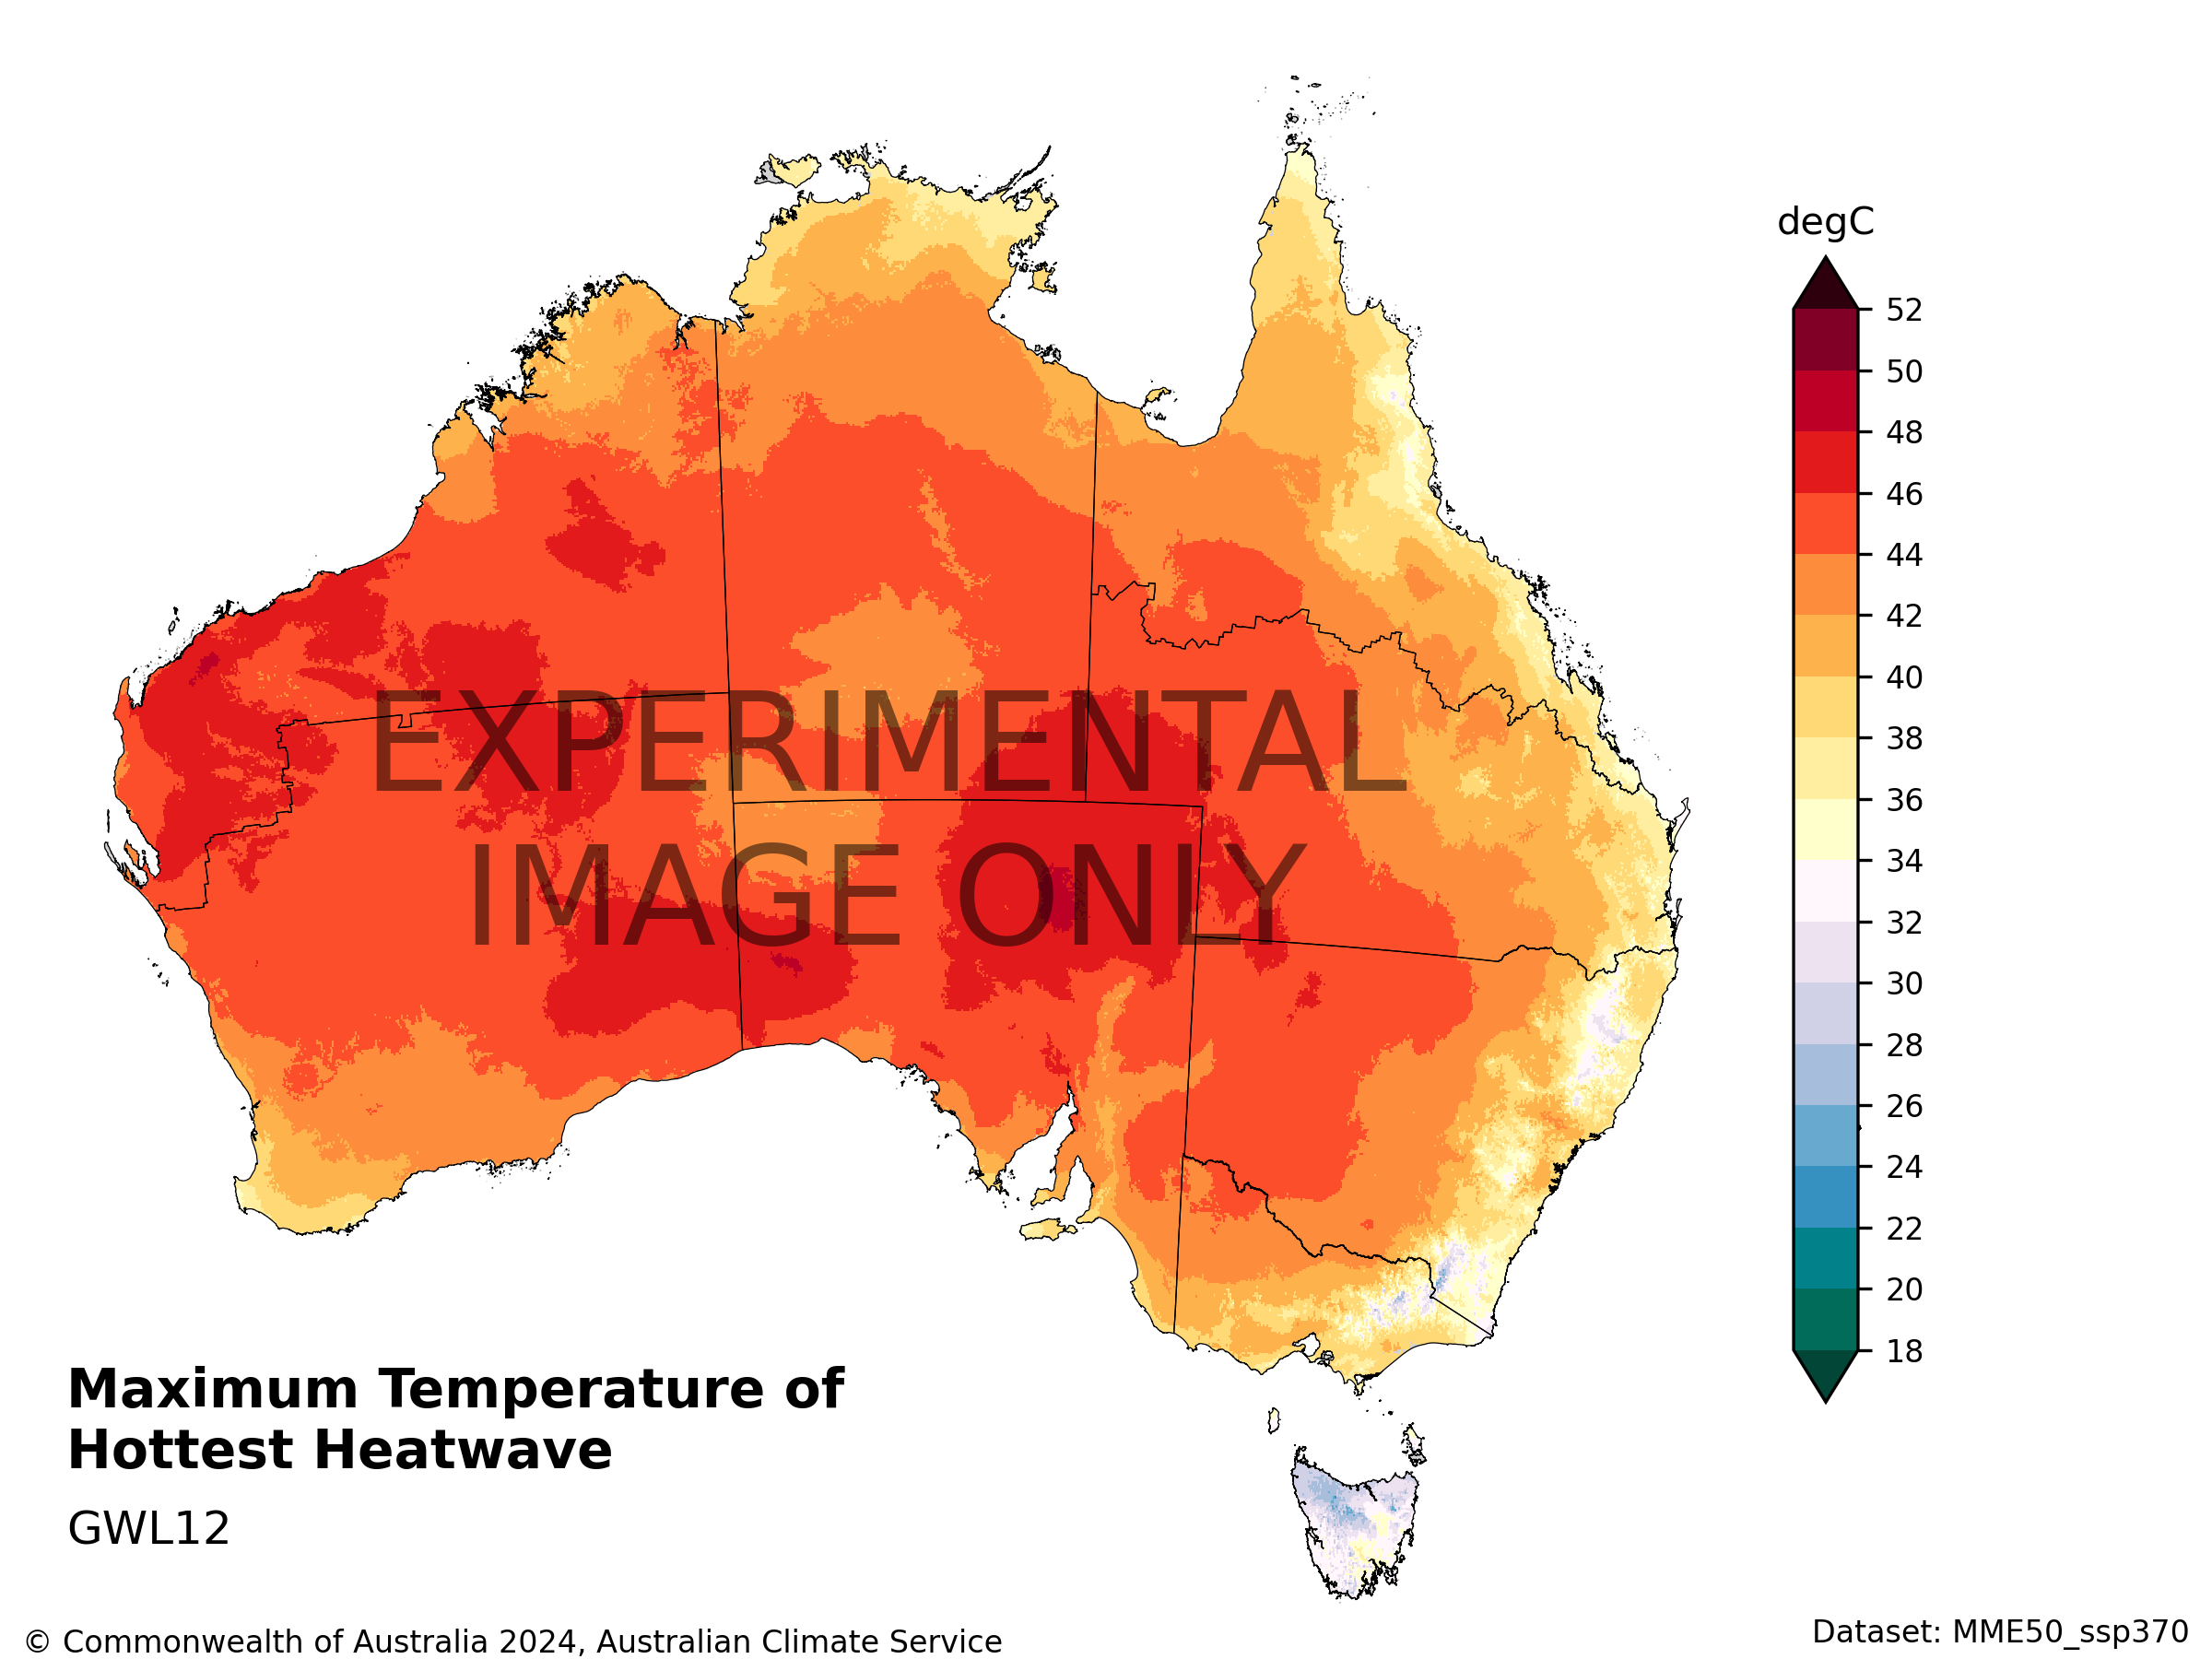 degC
52
50
48
46
44
42
40
38
36
34
32
30
28
26
24
22
20
18
EXPERIMENTAL
IMAGE ONLY
Maximum Temperature of
Hottest Heatwave
GWL12
© Commonwealth of Australia 2024, Australian Climate Service
Dataset: MME50_ssp370